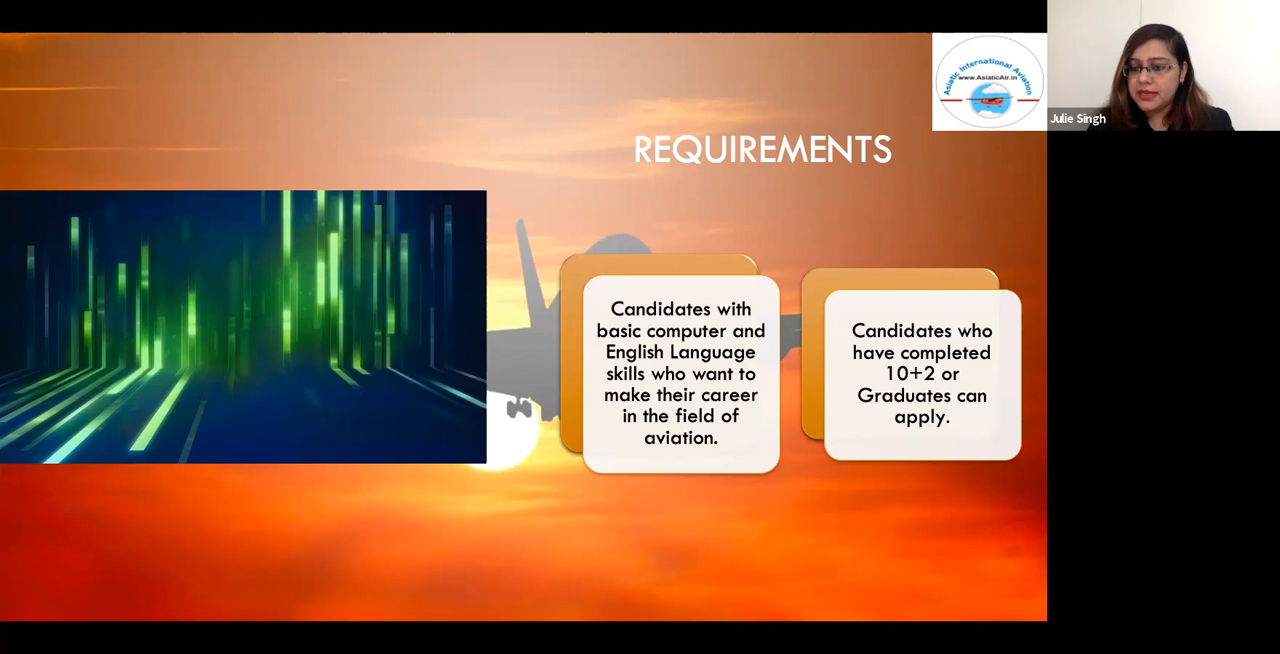 Asiatic International Aviation
www.AsiaticAir.in
Julie Singh
REQUIREMENTS
Candidates with
basic computer and
English Language
skills who want to
make their career
in the field of
aviation.
Candidates who
have completed
10+2 or
Graduates can
apply.